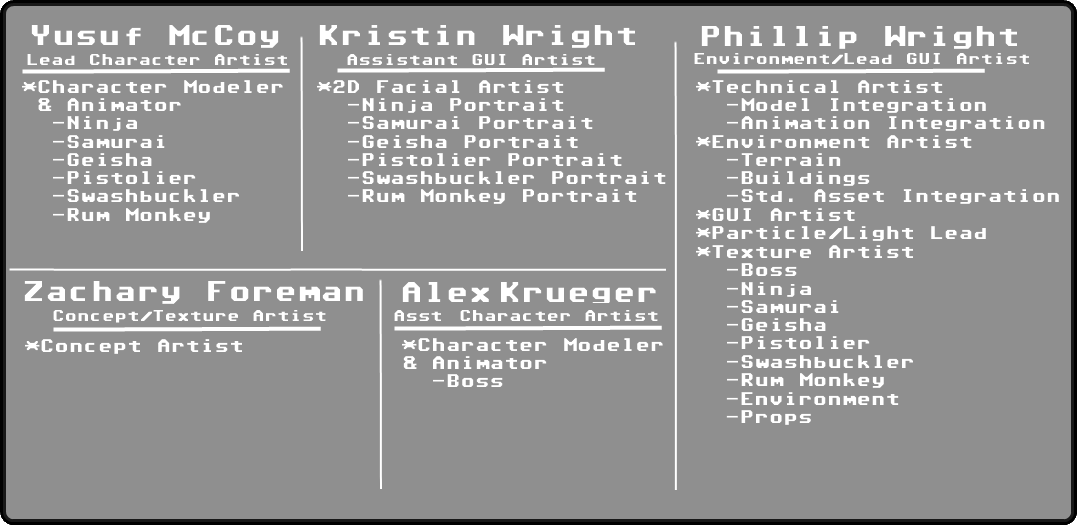 Yusuf McCoy
Lead Character Artist
*Character Modeler
& Animator
-Ninja
-Samurai
-Geisha
-Pistolier
-Swashbuckler
-Rum Monkey
Kristin Wright
Assistant GUI Artist
*2D Facial Artist
-Ninja Portrait
-Samurai Portrait
-Geisha Portrait
-Pistolier Portrait
-Swashbuckler Portrait
-Rum Monkey Portrait
Phillip Wright
Environment/Lead GUI Artist
*Technical Artist
-Model Integration
-Animation Integration
*Environment Artist
-Terrain
-Buildings
-Std. Asset Integration
*GUI Artist
*Particle/Light Lead
*Texture Artist
-Boss
-Ninja
-Samurai
-Geisha
-Pistolier
-Swashbuckler
-Rum Monkey
-Environment
-Props
Zachary Foreman
Concept/Texture Artist
*Concept Artist
Alex Krueger
Asst Character Artist
*Character Modeler
& Animator
-Boss